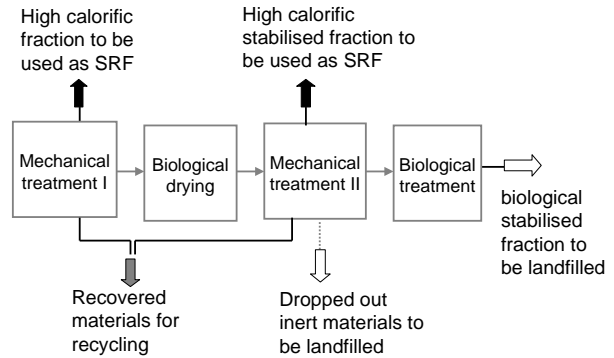 High calorific
fraction to be
used as SRF
High calorific
stabilised fraction to
be used as SRF
Mechanical
treatment I
Biological
drying
Mechanical
treatment II
Biological
treatment
biological
stabilised
fraction to
be landfilled
Recovered
materials for
recycling
Dropped out
inert materials to
be landfilled